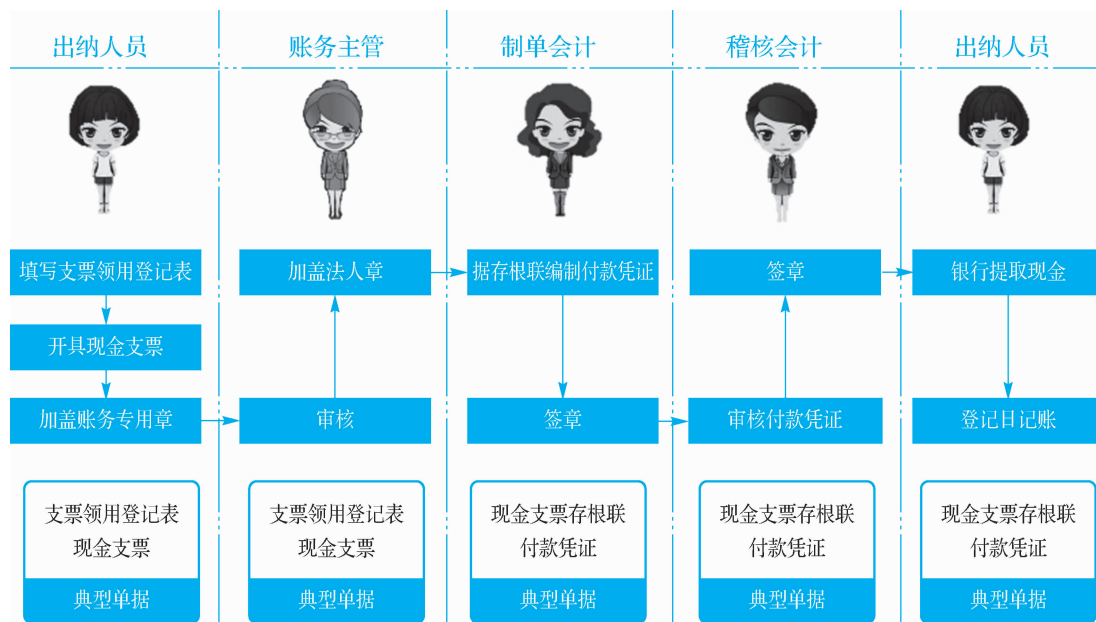 出纳人员
账务主管
制单会计
稽核会计
出纳人员
填写支票领用登记表
加盖法人章
据存根联编制付款凭证
签章
银行提取现金
开具现金支票
加盖账务专用章
审核
签章
审核付款凭证
登记日记账
支票领用登记表
现金支票
典型单据
支票领用登记表
现金支票
典型单据
现金支票存根联
付款凭证
典型单据
现金支票存根联
付款凭证
典型单据
现金支票存根联
付款凭证
典型单据